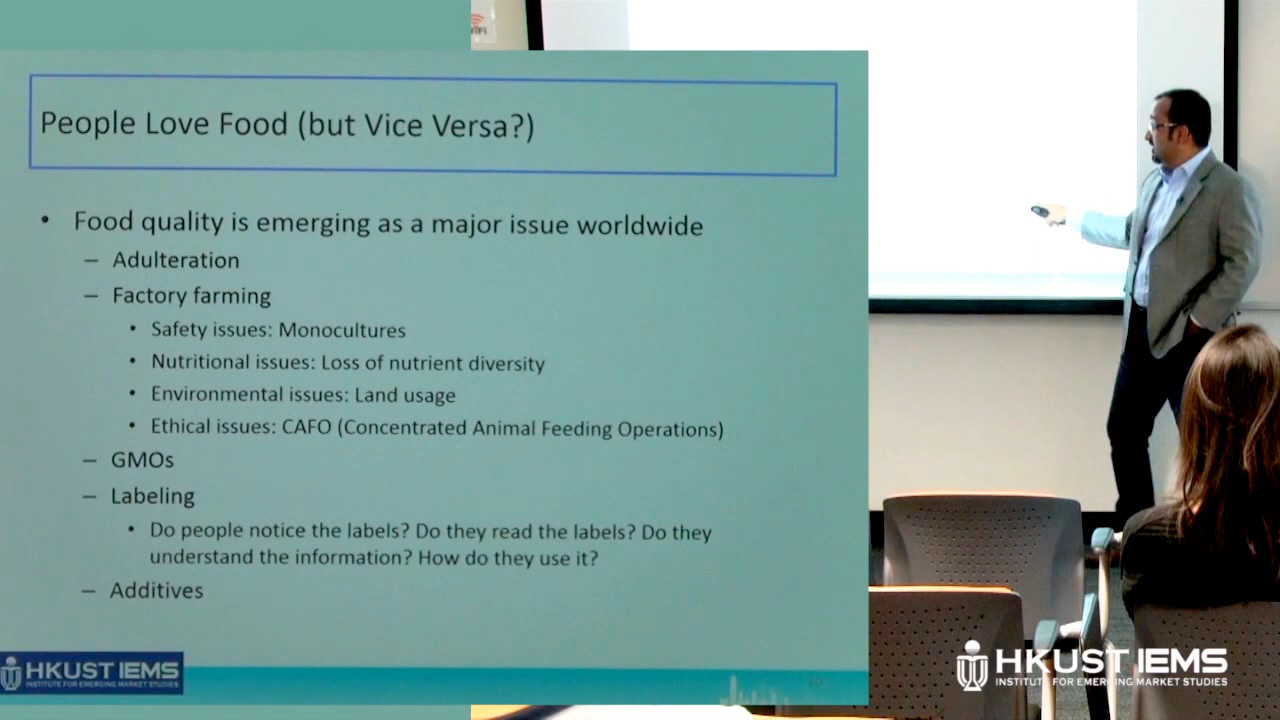 People Love Food (but Vice Versa?)
• Food quality is emerging as a major issue worldwide
– Adulteration
– Factory farming
• Safety issues: Monocultures
• Nutritional issues: Loss of nutrient diversity
• Environmental issues: Land usage
• Ethical issues: CAFO (Concentrated Animal Feeding Operations)
– GMOs
– Labeling
• Do people notice the labels? Do they read the labels? Do they
understand the information? How do they use it?
– Additives
HKUST IEMS
INSTITUTE FOR EMERGING MARKET STUDIES
HKUST IEMS
INSTITUTE FOR EMERGING MARKET STUDIES